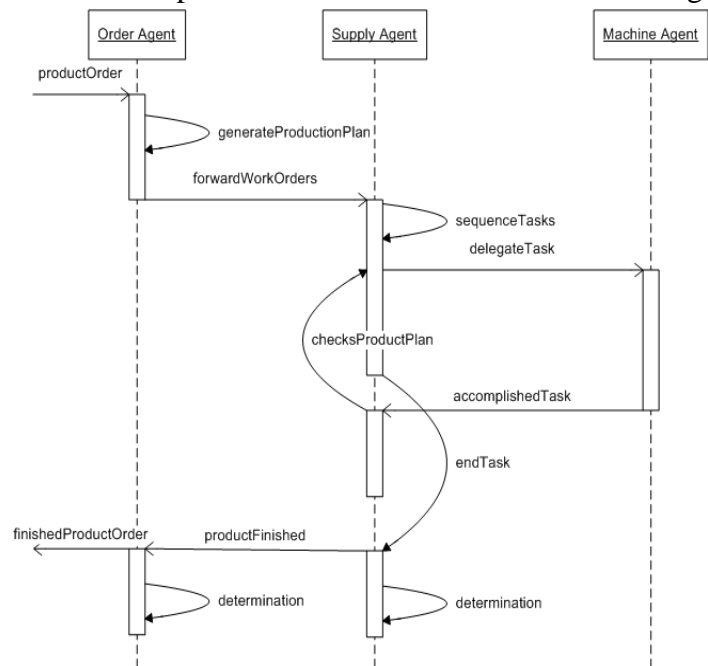 Order Agent
Supply Agent
Machine Agent
productOrder
generateProductionPlan
forwardWorkOrders
sequenceTasks
delegateTask
checksProductPlan
accomplishedTask
endTask
finishedProductOrder
productFinished
determination
determination